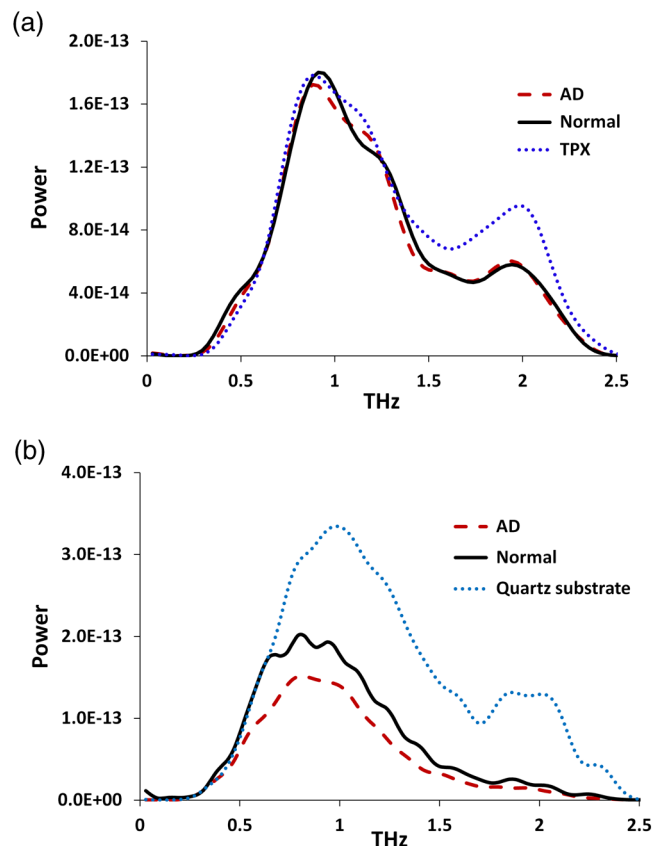 (a)
2.0E-13
1.6E-13
1.2E-13
8.0E-14
4.0E-14
0.0E+00
Power
AD
Normal
TPX
0 0.5 1 1.5 2 2.5
THz
(b)
4.0E-13
3.0E-13
2.0E-13
1.0E-13
0.0E+00
Power
AD
Normal
Quartz substrate
0 0.5 1 1.5 2 2.5
THz